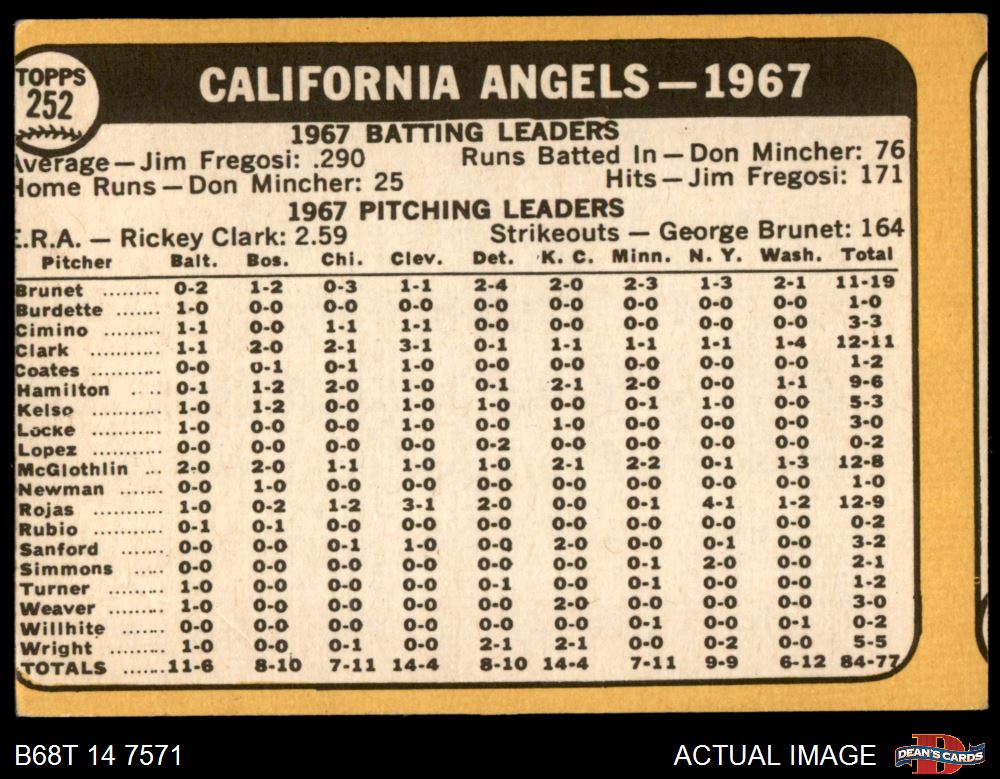 TOPPS
252
CALIFORNIA ANGELS—1967
1967 BATTING LEADERS
Average—Jim Fregosi: .290 Runs Batted In—Don Mincher: 76
Home Runs—Don Mincher: 25 Hits—Jim Fregosi: 171
1967 PITCHING LEADERS
E.R.A. — Rickey Clark: 2.59 Strikeouts — George Brunet: 164
Pitcher Balt. Bos. Chi. Clev. Det. K. C. Minn. N. Y. Wash. Total
Brunet ......... 0-2 1-2 0-3 1-1 2-4 2-0 2-3 1-3 2-1 11-19
Burdette ....... 1-0 0-0 0-0 0-0 0-0 0-0 0-0 0-0 0-0 1-0
Cimino .......... 1-1 0-0 1-1 1-1 0-0 0-0 0-0 0-0 0-0 3-3
Clark ........... 1-1 2-0 2-1 3-1 0-1 1-1 1-1 1-1 1-4 12-11
Coates ......... 0-0 0-1 0-1 1-0 0-0 0-0 0-0 0-0 0-0 1-2
Hamilton .... 0-1 1-2 2-0 1-0 0-1 2-1 2-0 0-0 1-1 9-6
Kelso ........... 1-0 1-2 0-0 1-0 1-0 0-0 0-1 1-0 0-0 5-3
Locke ........... 1-0 0-0 0-0 1-0 0-0 1-0 0-0 0-0 0-0 3-0
Lopez ........... 0-0 0-0 0-0 0-0 0-2 0-0 0-0 0-0 0-0 0-2
McGlothlin ... 2-0 2-0 1-1 1-0 1-0 2-1 2-2 0-1 1-3 12-8
Newman ...... 0-0 1-0 0-0 0-0 0-0 0-0 0-0 0-0 0-0 1-0
Rojas ........... 1-0 0-2 1-2 3-1 2-0 0-0 0-1 4-1 1-2 12-9
Rubio ........... 0-1 0-1 0-0 0-0 0-0 0-0 0-0 0-0 0-0 0-2
Sanford ....... 0-0 0-0 0-1 1-0 0-0 2-0 0-0 0-1 0-0 3-2
Simmons ..... 0-0 0-0 0-0 0-0 0-0 0-0 0-1 2-0 0-0 2-1
Turner ......... 1-0 0-0 0-0 0-0 0-1 0-0 0-1 0-0 0-0 1-2
Weaver ........ 1-0 0-0 0-0 0-0 0-0 2-0 0-0 0-0 0-0 3-0
Willhite ....... 0-0 0-0 0-0 0-0 0-0 0-0 0-1 0-0 0-1 0-2
Wright ......... 1-0 0-0 0-1 0-0 2-1 2-1 0-0 0-2 0-0 5-5
TOTALS ......11-6 8-10 7-11 14-4 8-10 14-4 7-11 9-9 6-12 84-77
B68T 14 7571 ACTUAL IMAGE DEAN'S CARDS